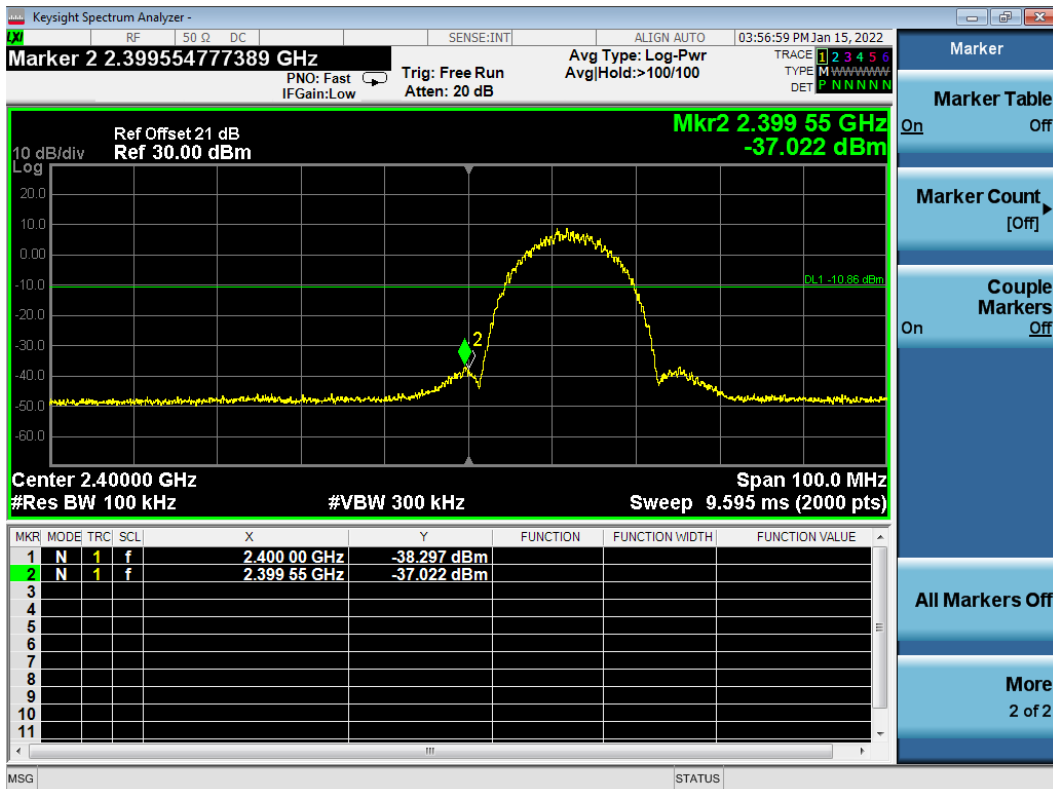 Keysight Spectrum Analyzer -
LXI RF 50 Ω DC SENSE:INT ALIGN AUTO 03:56:59 PM Jan 15, 2022
Marker 2 2.399554777389 GHz
PNO: Fast
IFGain:Low
Trig: Free Run
Atten: 20 dB
Avg Type: Log-Pwr
Avg|Hold:>100/100
TRACE 1 2 3 4 5 6
TYPE M W W W W W
DET P N N N N N
Ref Offset 21 dB
Ref 30.00 dBm
10 dB/div
Log
Mkr2 2.399 55 GHz
-37.022 dBm
20.0
10.0
0.00
-10.0
-20.0
-30.0
-40.0
-50.0
-60.0
DL1 -10.86 dBm
2
Center 2.40000 GHz Span 100.0 MHz
#Res BW 100 kHz #VBW 300 kHz Sweep 9.595 ms (2000 pts)
MKR MODE TRC SCL X Y FUNCTION FUNCTION WIDTH FUNCTION VALUE
1 N 1 f 2.400 00 GHz -38.297 dBm
2 N 1 f 2.399 55 GHz -37.022 dBm
3
4
5
6
7
8
9
10
11
MSG STATUS
Marker
Marker Table
On Off
Marker Count
[Off]
Couple
Markers
On Off
All Markers Off
More
2 of 2